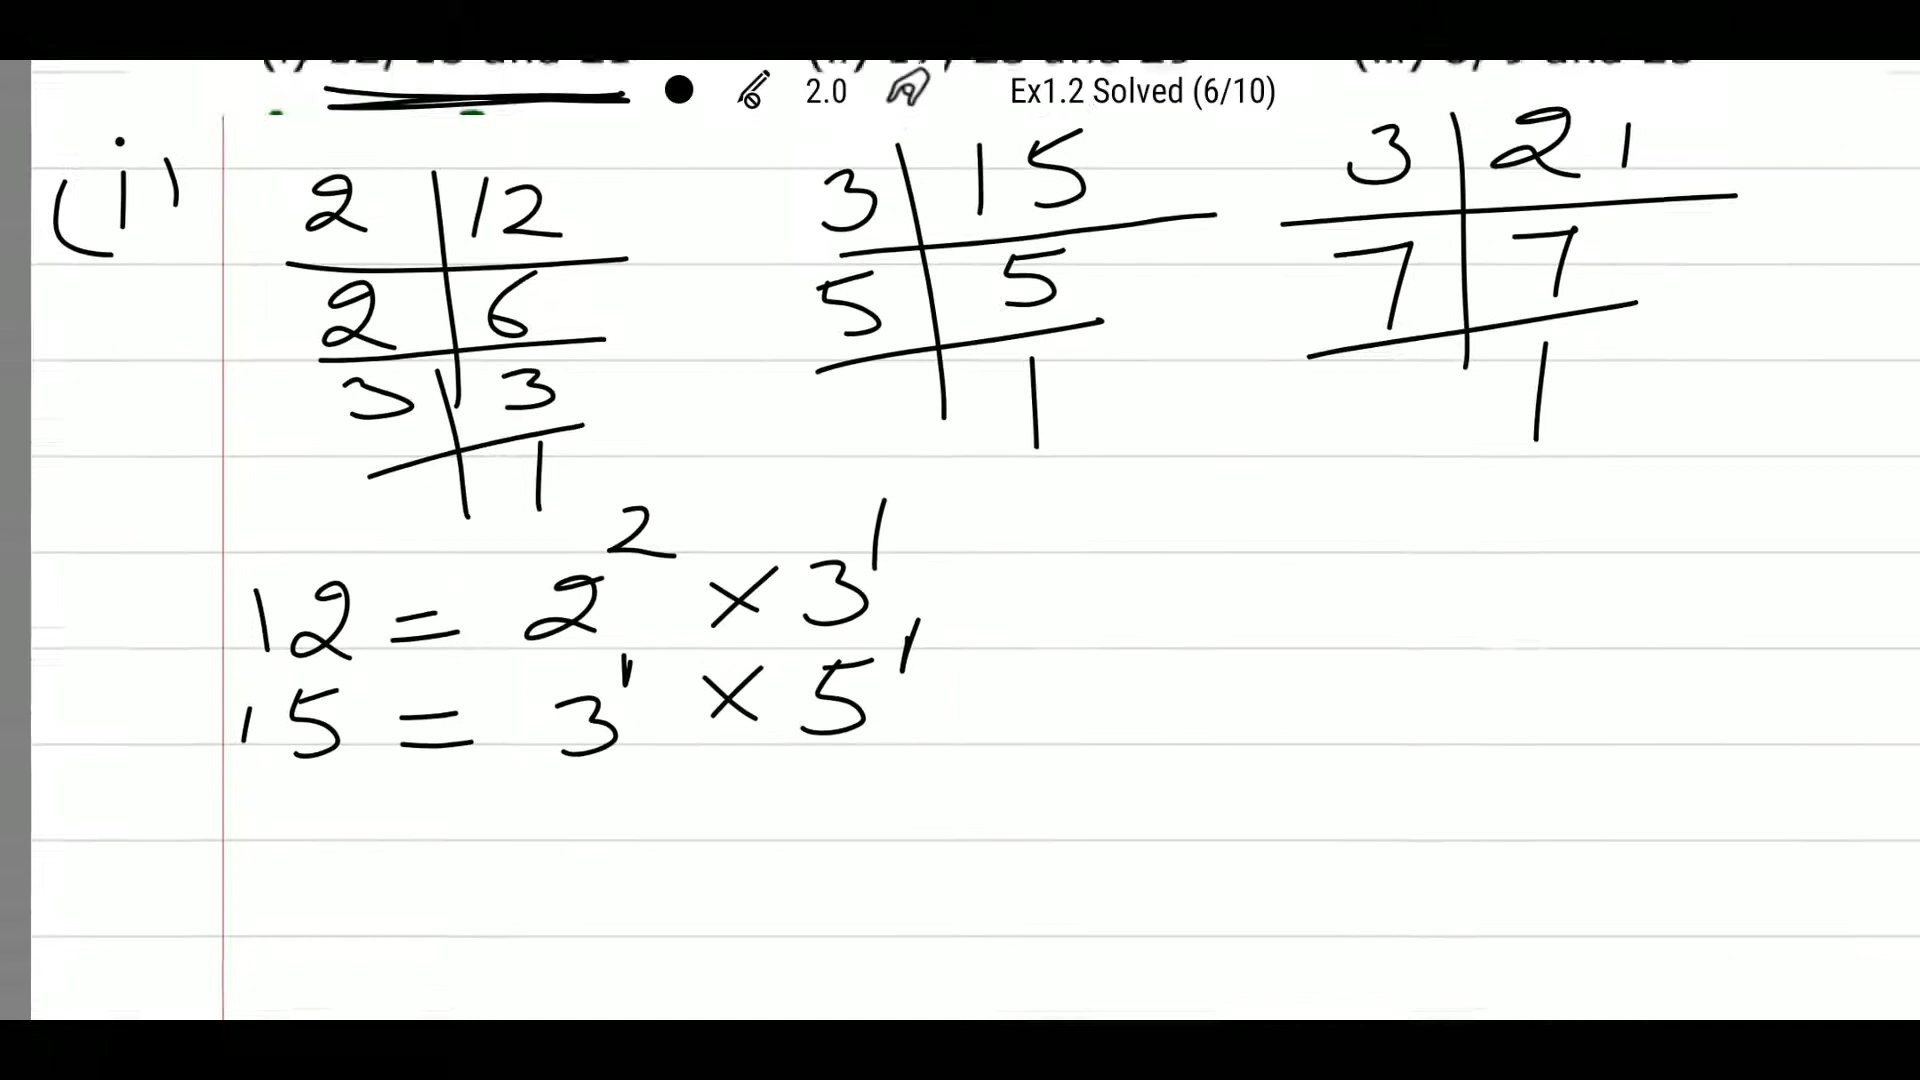 2.0 Ex1.2 Solved (6/10)
(i)
2 | 12
2 | 6
3 | 3
1
3 | 15
5 | 5
1
3 | 21
7 | 7
1
12 = 2² × 3¹
15 = 3¹ × 5¹